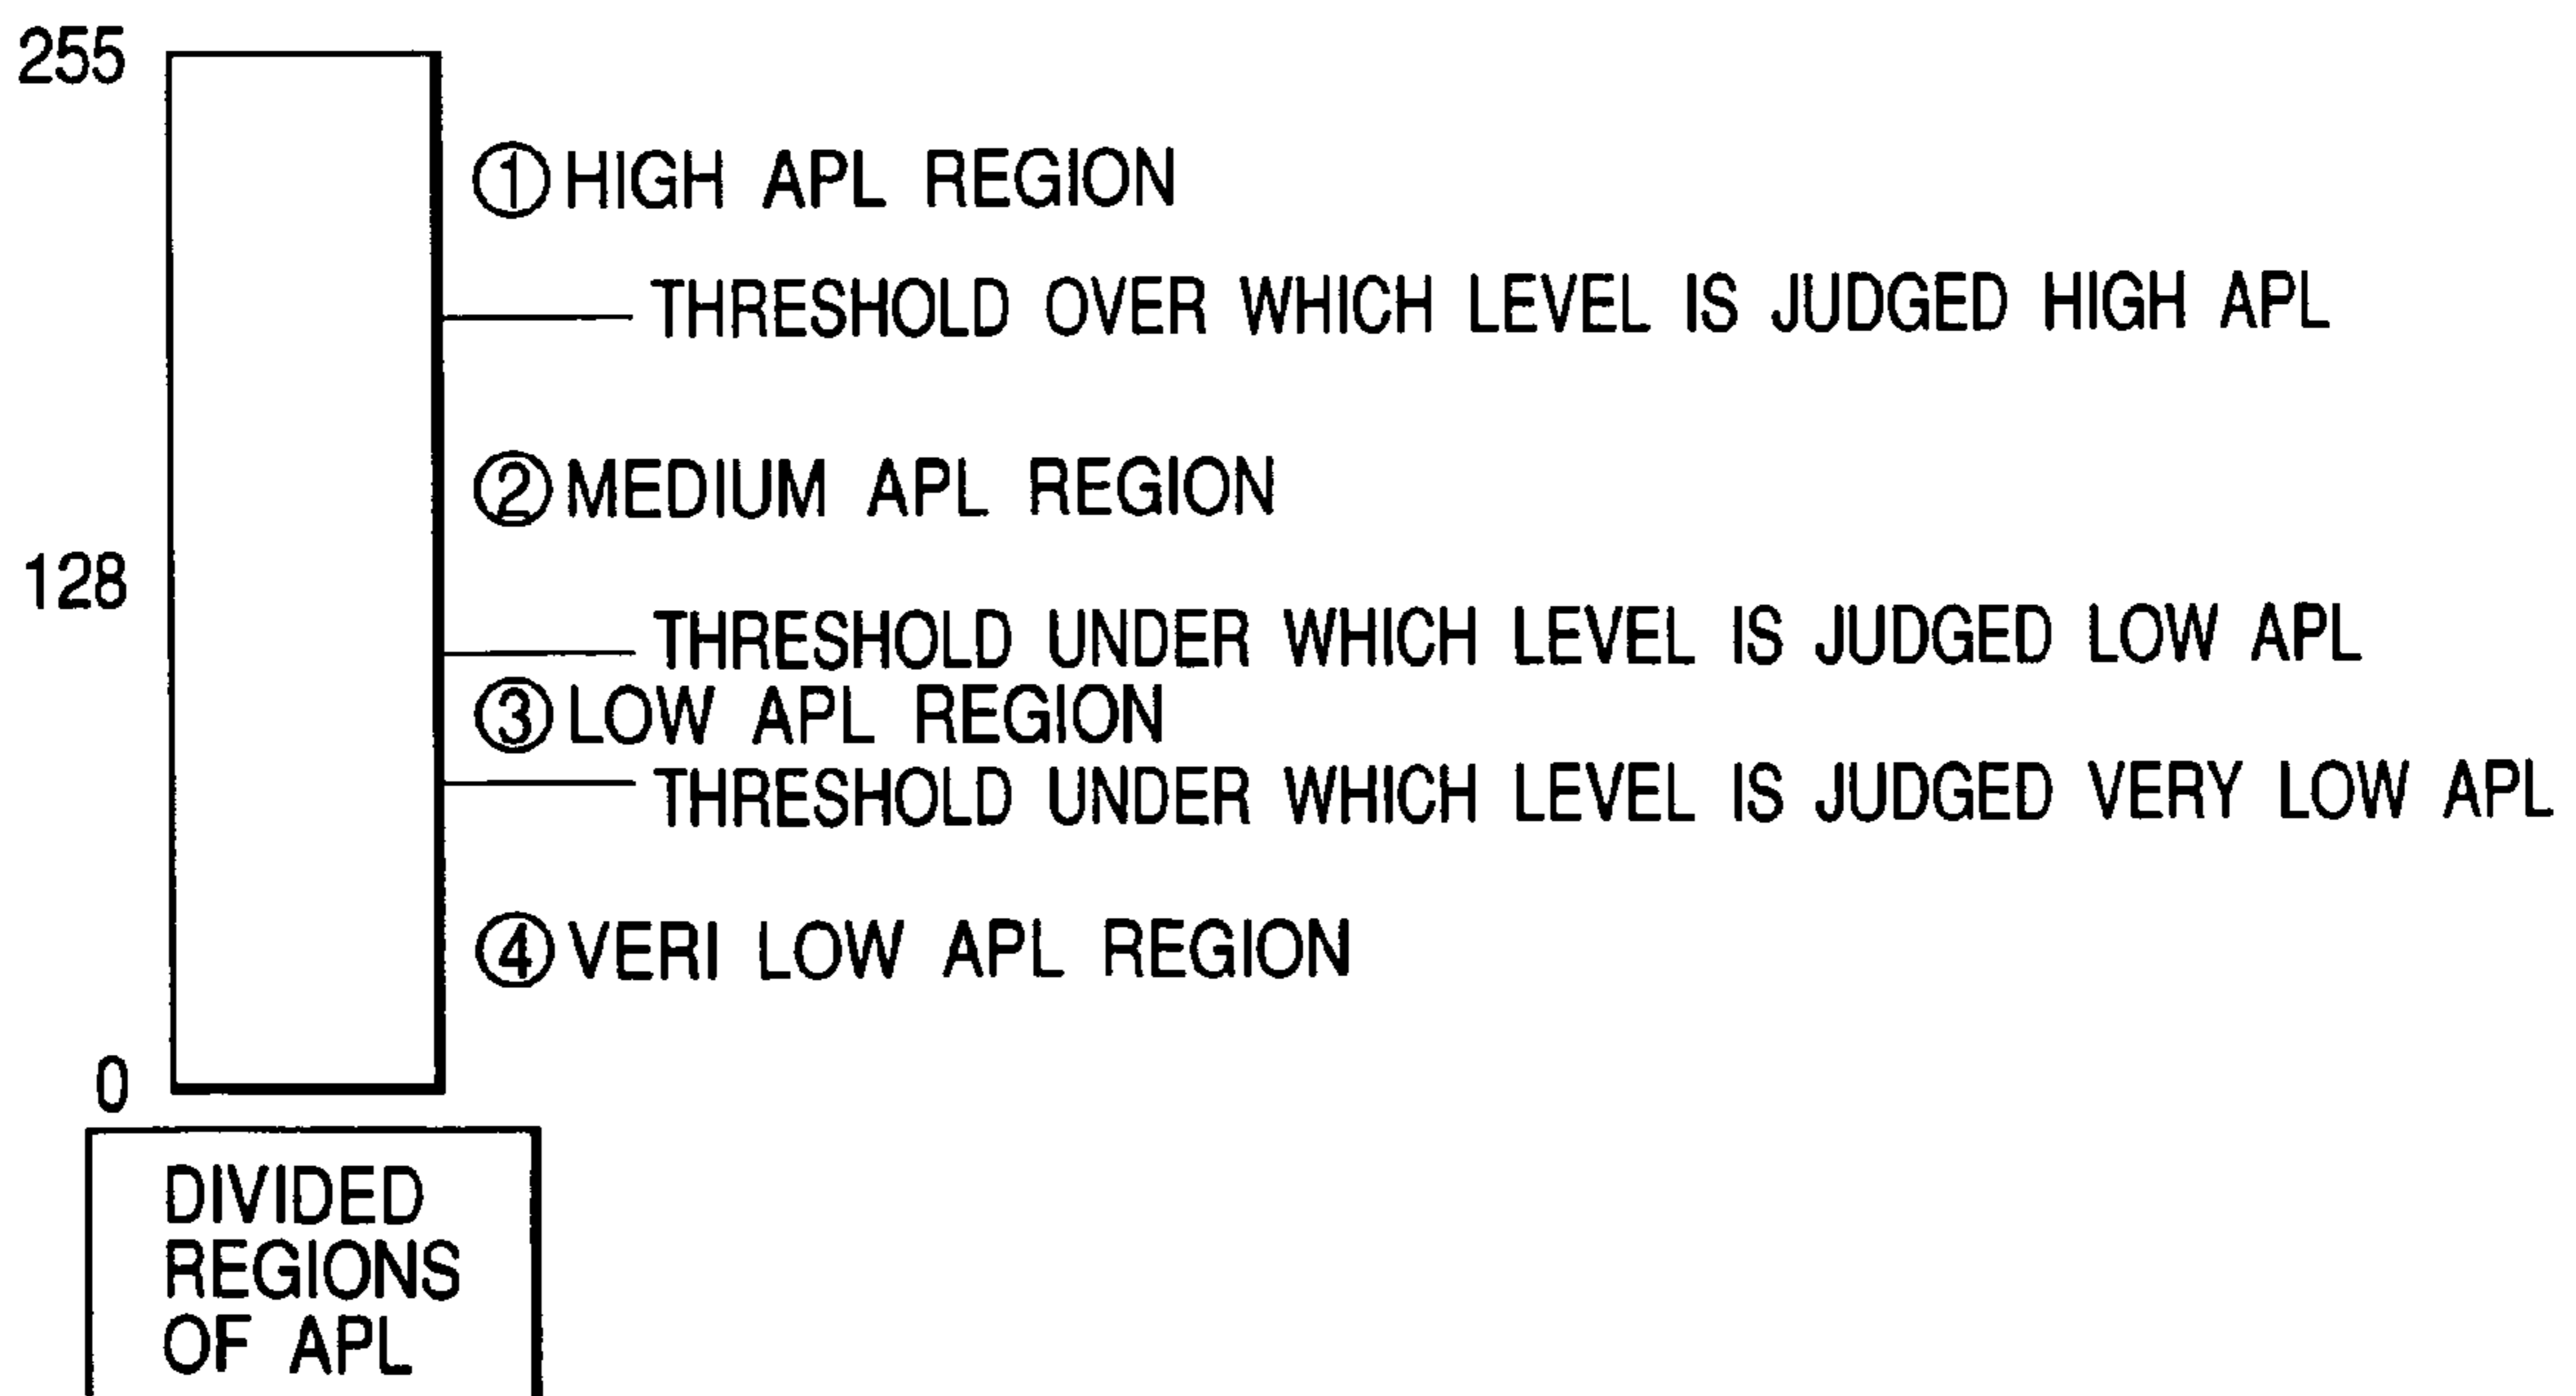 255
①HIGH APL REGION
THRESHOLD OVER WHICH LEVEL IS JUDGED HIGH APL
②MEDIUM APL REGION
128
THRESHOLD UNDER WHICH LEVEL IS JUDGED LOW APL
③LOW APL REGION
THRESHOLD UNDER WHICH LEVEL IS JUDGED VERY LOW APL
④VERI LOW APL REGION
0
DIVIDED
REGIONS
OF APL